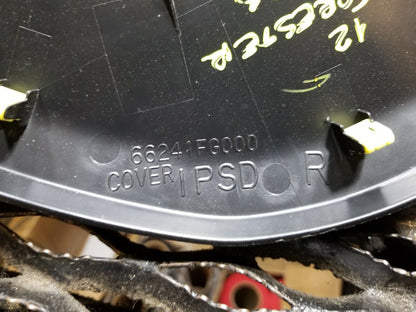 12
FORESTER
66241FG000
COVER IPSD R